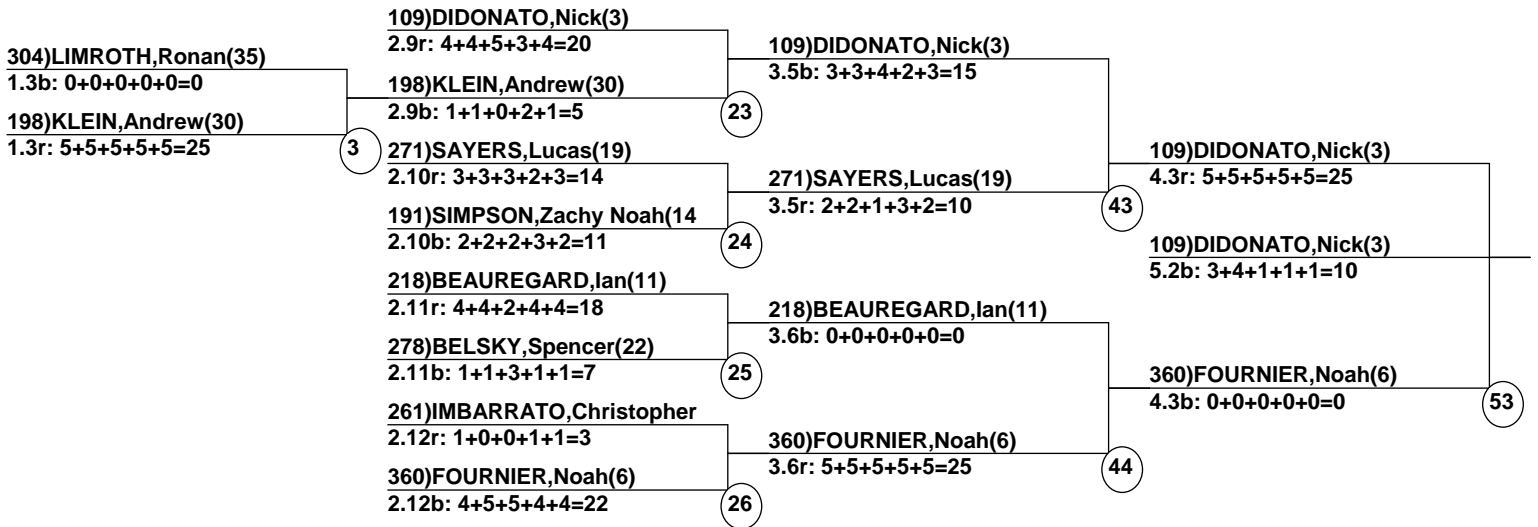 304)LIMROTH,Ronan(35)
1.3b: 0+0+0+0+0=0
198)KLEIN,Andrew(30)
1.3r: 5+5+5+5+5=25
3
109)DIDONATO,Nick(3)
2.9r: 4+4+5+3+4=20
198)KLEIN,Andrew(30)
2.9b: 1+1+0+2+1=5
23
271)SAYERS,Lucas(19)
2.10r: 3+3+3+2+3=14
191)SIMPSON,Zachy Noah(14
2.10b: 2+2+2+3+2=11
24
218)BEAUREGARD,Ian(11)
2.11r: 4+4+2+4+4=18
278)BELSKY,Spencer(22)
2.11b: 1+1+3+1+1=7
25
261)IMBARRATO,Christopher
2.12r: 1+0+0+1+1=3
360)FOURNIER,Noah(6)
2.12b: 4+5+5+4+4=22
26
109)DIDONATO,Nick(3)
3.5b: 3+3+4+2+3=15
271)SAYERS,Lucas(19)
3.5r: 2+2+1+3+2=10
43
218)BEAUREGARD,Ian(11)
3.6b: 0+0+0+0+0=0
360)FOURNIER,Noah(6)
3.6r: 5+5+5+5+5=25
44
109)DIDONATO,Nick(3)
4.3r: 5+5+5+5+5=25
109)DIDONATO,Nick(3)
5.2b: 3+4+1+1+1=10
360)FOURNIER,Noah(6)
4.3b: 0+0+0+0+0=0
53